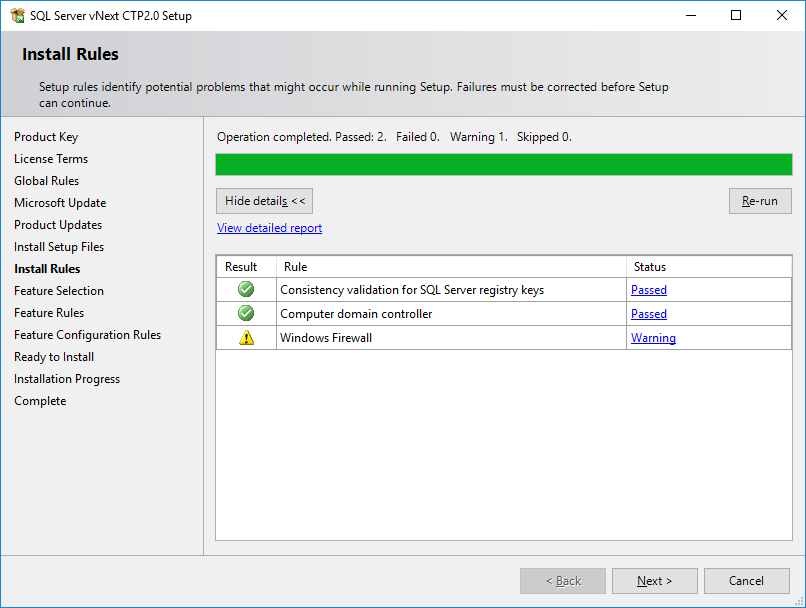 SQL Server vNext CTP2.0 Setup
Install Rules
Setup rules identify potential problems that might occur while running Setup. Failures must be corrected before Setup
can continue.
Product Key
License Terms
Global Rules
Microsoft Update
Product Updates
Install Setup Files
Install Rules
Feature Selection
Feature Rules
Feature Configuration Rules
Ready to Install
Installation Progress
Complete
Operation completed. Passed: 2.   Failed 0.   Warning 1.   Skipped 0.
Hide details <<
Re-run
View detailed report
Result Rule Status
Consistency validation for SQL Server registry keys Passed
Computer domain controller Passed
Windows Firewall Warning
< Back
Next >
Cancel